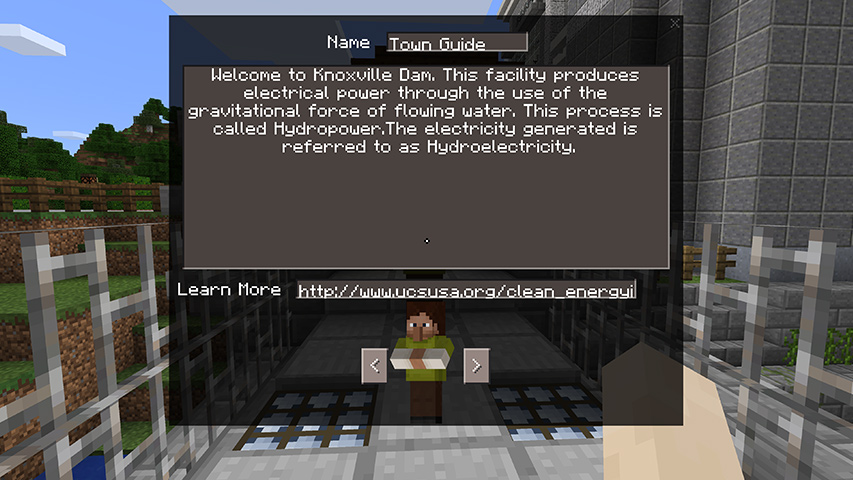 Name Town Guide
Welcome to Knoxville Dam. This facility produces
electrical power through the use of the
gravitational force of flowing water. This process is
called Hydropower.The electricity generated is
referred to as Hydroelectricity.
Learn More http://www.ucsusa.org/clean_energyi